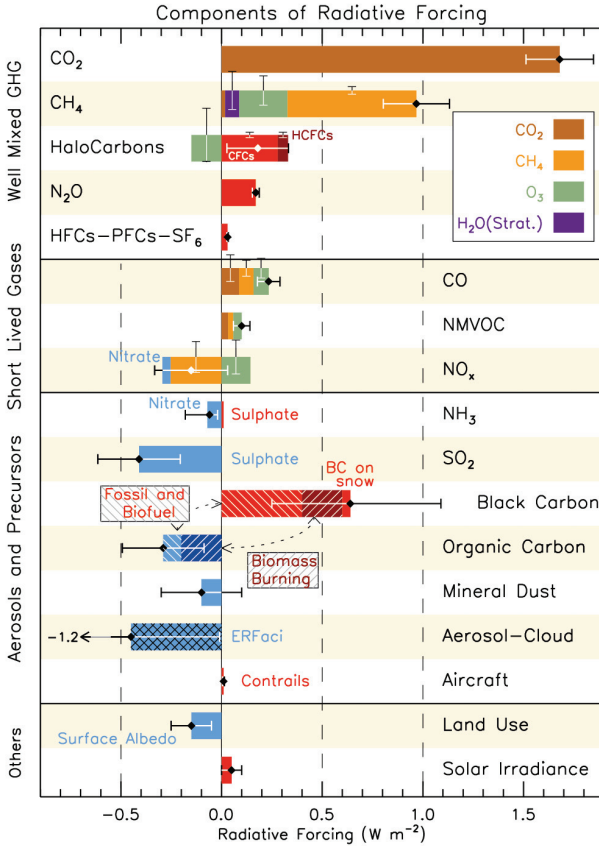 Components of Radiative Forcing
Well Mixed GHG
CO₂
CH₄
HaloCarbons
HCFCs
CFCs
N₂O
HFCs–PFCs–SF₆
CO₂
CH₄
O₃
H₂O(Strat.)
Short Lived Gases
CO
NMVOC
Nitrate
NOₓ
Aerosols and Precursors
Nitrate
Sulphate
NH₃
Sulphate
SO₂
BC on
snow
Black Carbon
Fossil and
Biofuel
Organic Carbon
Biomass
Burning
Mineral Dust
-1.2
ERFaci
Aerosol-Cloud
Contrails
Aircraft
Others
Land Use
Surface Albedo
Solar Irradiance
-0.5 0.0 0.5 1.0 1.5
Radiative Forcing (W m⁻²)